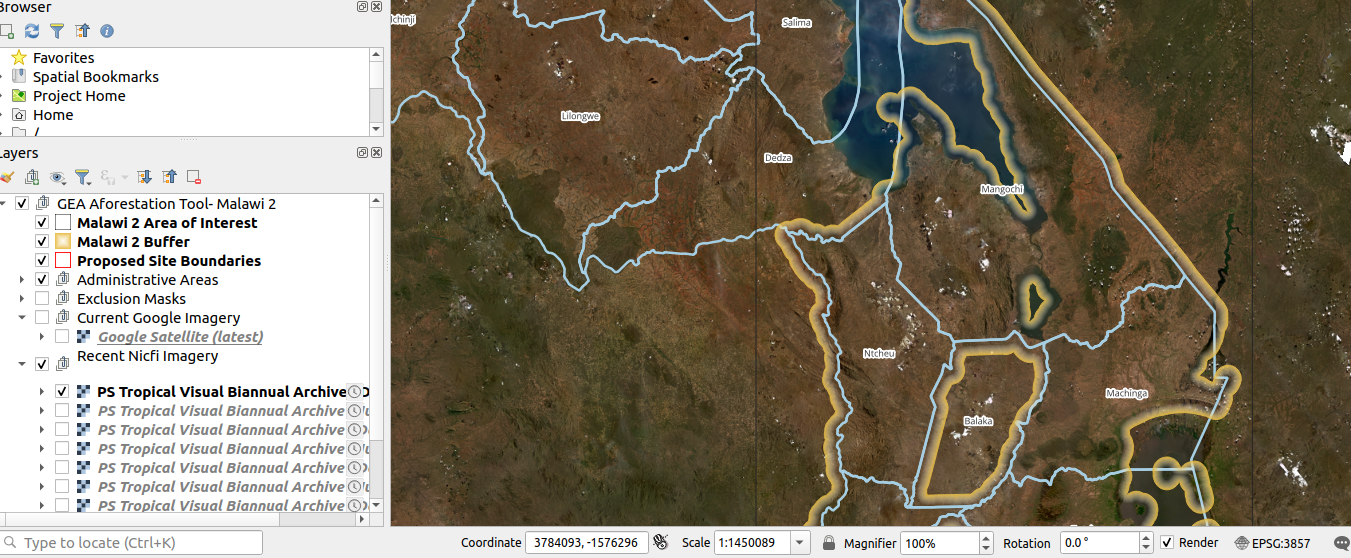 Browser
Favorites
Spatial Bookmarks
Project Home
Home
/
Layers
GEA Aforestation Tool- Malawi 2
Malawi 2 Area of Interest
Malawi 2 Buffer
Proposed Site Boundaries
Administrative Areas
Exclusion Masks
Current Google Imagery
Google Satellite (latest)
Recent Nicfi Imagery
PS Tropical Visual Biannual Archive
PS Tropical Visual Biannual Archive
PS Tropical Visual Biannual Archive
PS Tropical Visual Biannual Archive
PS Tropical Visual Biannual Archive
PS Tropical Visual Biannual Archive
PS Tropical Visual Biannual Archive
Type to locate (Ctrl+K)
chinji
Salima
Lilongwe
Dedza
Mangochi
Ntcheu
Machinga
Balaka
Coordinate 3784093, -1576296 Scale 1:1450089 Magnifier 100% Rotation 0.0 ° Render EPSG:3857